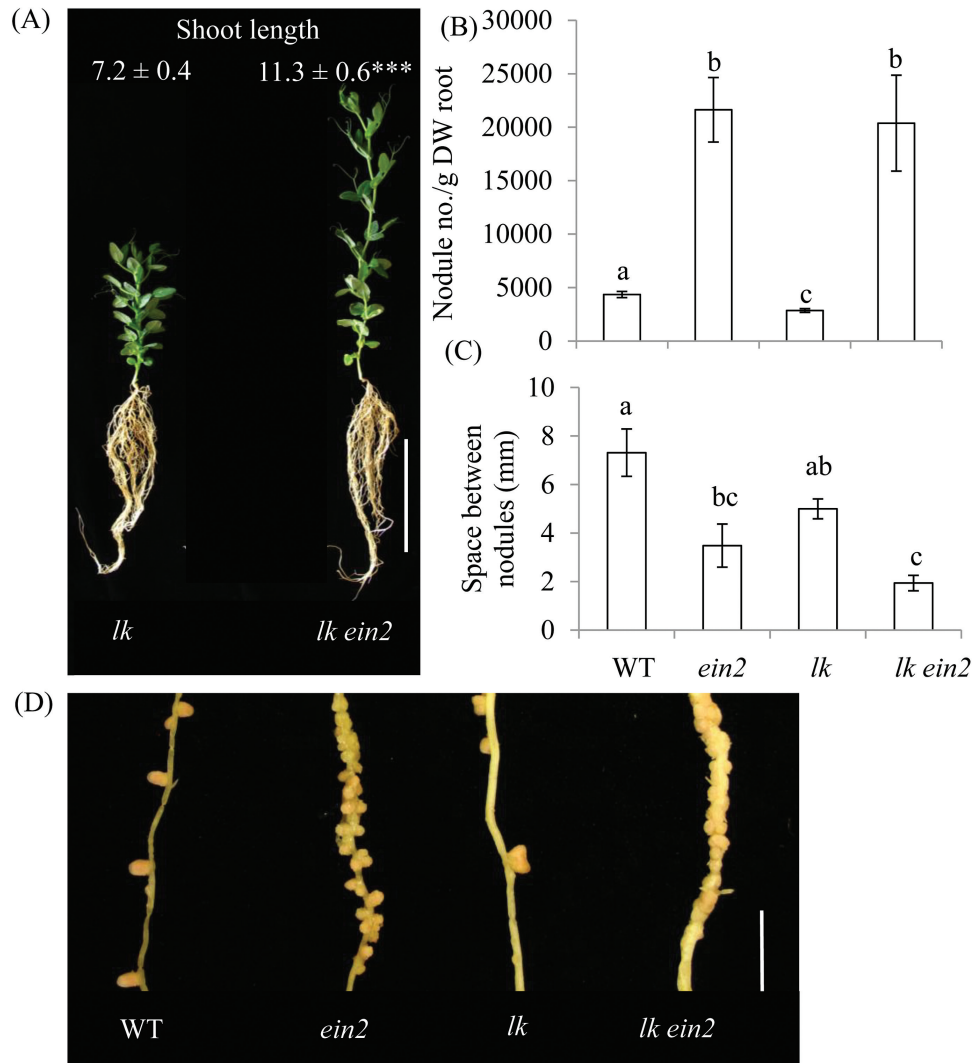 (A)
Shoot length
7.2 ± 0.4 11.3 ± 0.6***
lk lk ein2
(B)
Nodule no./g DW root
30000
25000
20000
15000
10000
5000
0
a b c b
(C)
Space between
nodules (mm)
10
8
6
4
2
0
a bc ab c
WT ein2 lk lk ein2
(D)
WT ein2 lk lk ein2